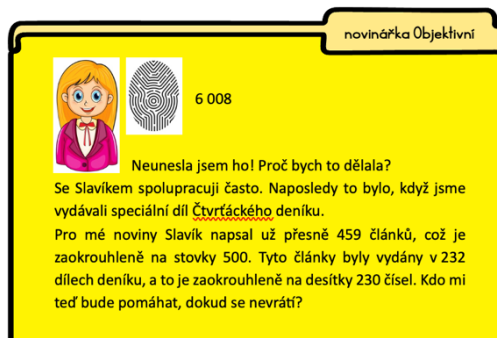 novinářka Objektivní
6 008
Neunesla jsem ho! Proč bych to dělala?
Se Slavíkem spolupracuji často. Naposledy to bylo, když jsme
vydávali speciální díl Čtvrťáckého deníku.
Pro mé noviny Slavík napsal už přesně 459 článků, což je
zaokrouhleně na stovky 500. Tyto články byly vydány v 232
dílech deníku, a to je zaokrouhleně na desítky 230 čísel. Kdo mi
teď bude pomáhat, dokud se nevrátí?